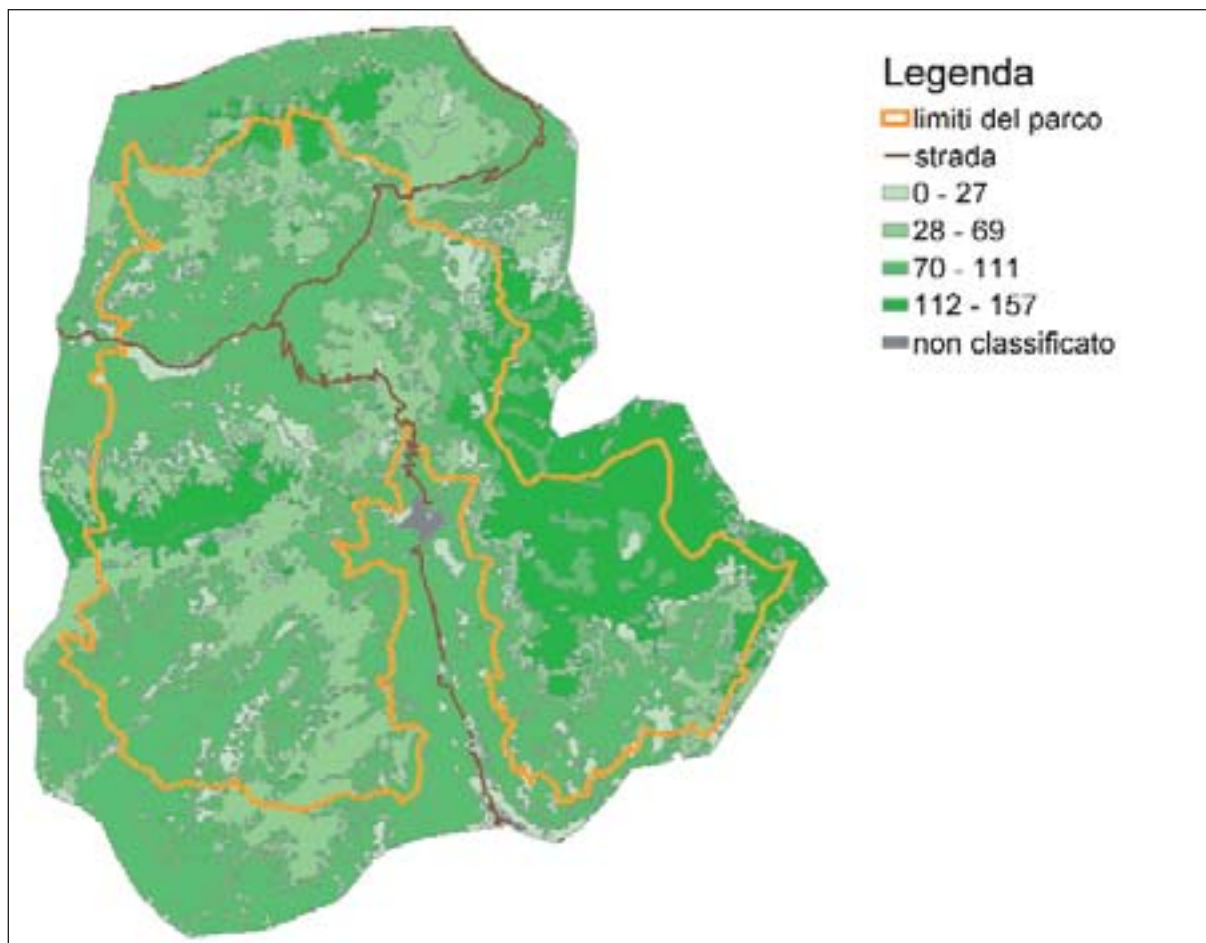 Legenda
limiti del parco
strada
0 - 27
28 - 69
70 - 111
112 - 157
non classificato